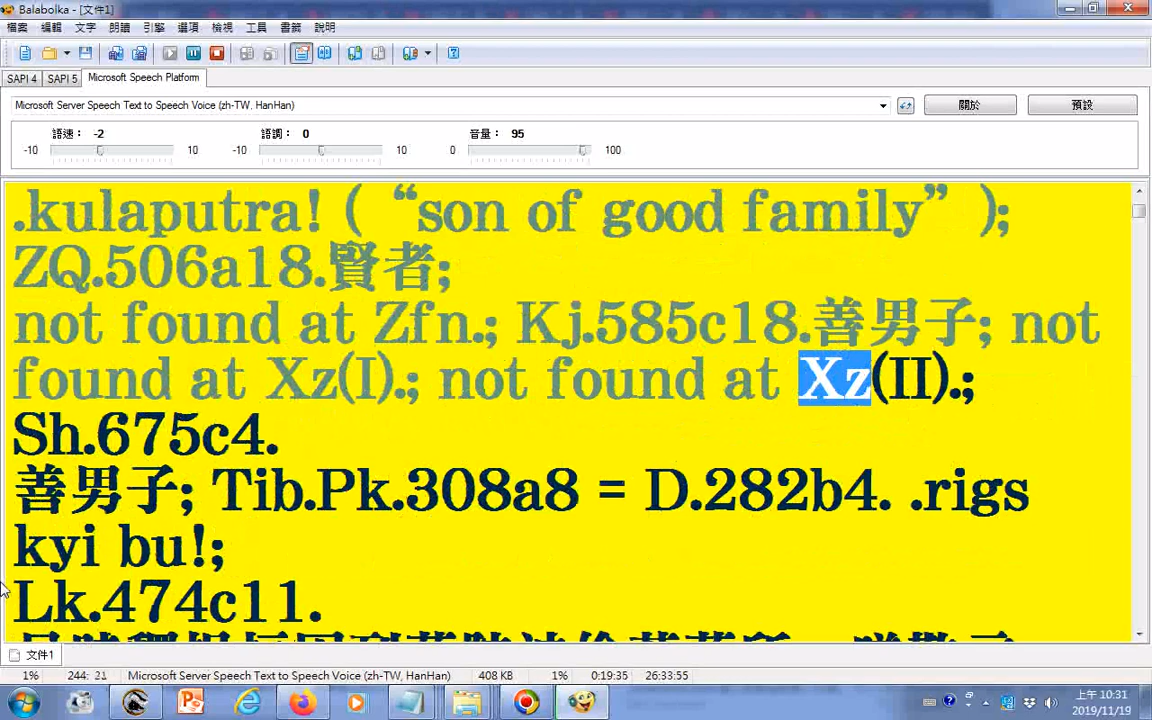 Balabolka - [文件1]
檔案 編輯 文字 朗讀 引擎 選項 檢視 工具 書籤 說明
SAPI 4 SAPI 5 Microsoft Speech Platform
Microsoft Server Speech Text to Speech Voice (zh-TW, HanHan)
關於 預設
語速： -2 語調： 0 音量： 95
-10 10 -10 10 0 100
.kulaputra! (“son of good family”);
ZQ.506a18.賢者;
not found at Zfn.; Kj.585c18.善男子; not
found at Xz(I).; not found at Xz(II).;
Sh.675c4.
善男子; Tib.Pk.308a8 = D.282b4. .rigs
kyi bu!;
Lk.474c11.
文件1
1% 244: 21 Microsoft Server Speech Text to Speech Voice (zh-TW, HanHan) 408 KB 1% 0:19:35 26:33:55
上午 10:31
2019/11/19